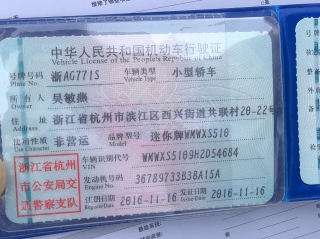 中华人民共和国机动车行驶证
Vehicle License of the People's Republic of China
号牌号码 浙AG771S 车辆类型 小型轿车
Plate No. Vehicle Type
所有人 吴敏燕
Owner
住址 浙江省杭州市滨江区西兴街道共联村20-22号
Address
使用性质 非营运 品牌型号 迷你牌WMWXS510
Use Character Model
浙江省杭州市公安局交通警察支队
车辆识别代号 WMWXS5109H2D54684
VIN
发动机号码 36789733B38A15A
Engine No.
注册日期 2016-11-16 发证日期 2016-11-16
Register Date Issue Date